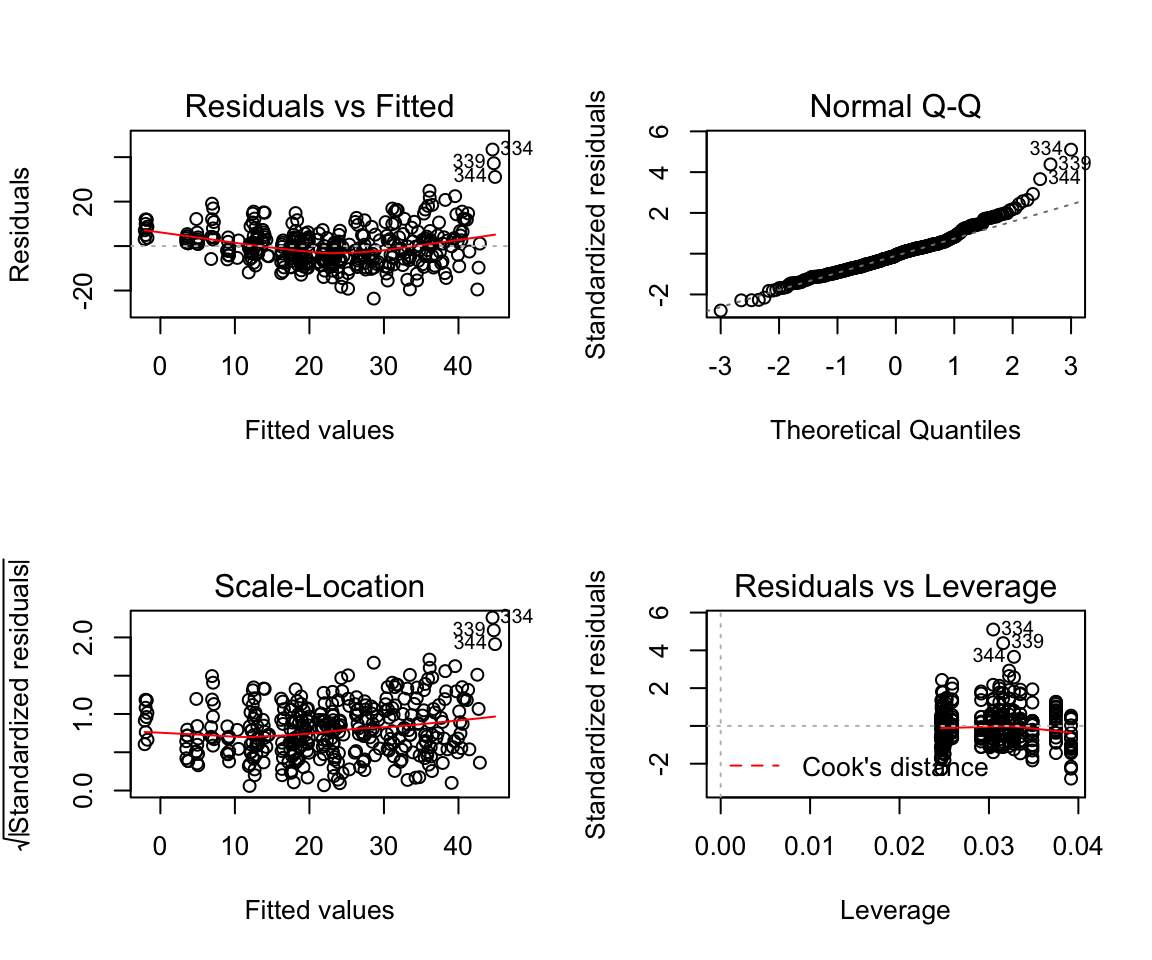 Residuals vs Fitted
Residuals
20
-20
334
339
344
0 10 20 30 40
Fitted values
Normal Q-Q
Standardized residuals
6
4
2
-2
334
339
344
-3 -2 -1 0 1 2 3
Theoretical Quantiles
Scale-Location
√|Standardized residuals|
2.0
1.0
0.0
334
339
344
0 10 20 30 40
Fitted values
Residuals vs Leverage
Standardized residuals
6
4
2
-2
334
339
344
Cook's distance
0.00 0.01 0.02 0.03 0.04
Leverage